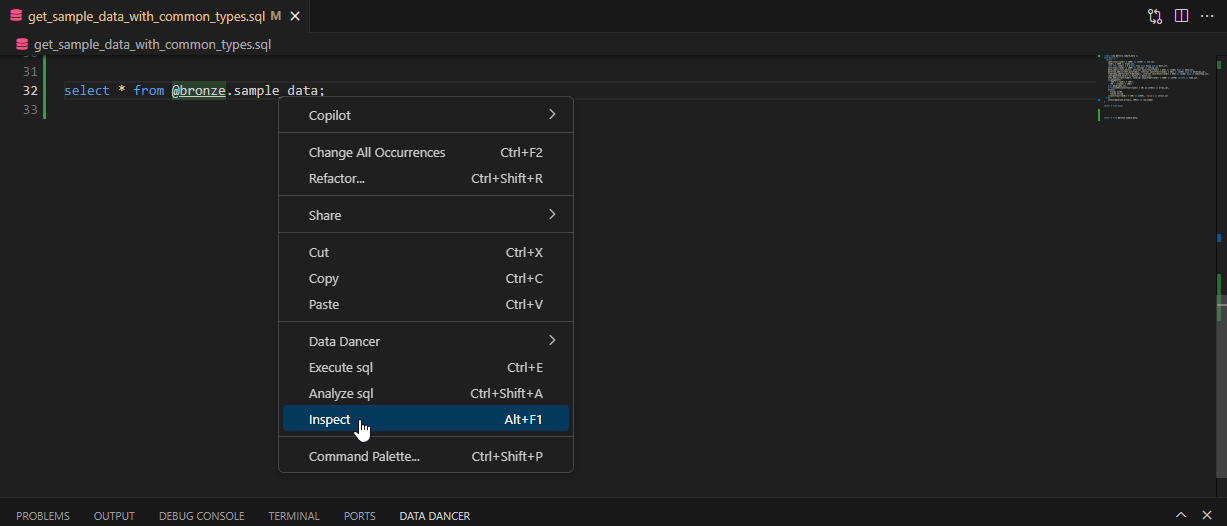 get_sample_data_with_common_types.sql M
get_sample_data_with_common_types.sql
31
32 select * from @bronze.sample_data;
33
Copilot
Change All Occurrences Ctrl+F2
Refactor... Ctrl+Shift+R
Share
Cut Ctrl+X
Copy Ctrl+C
Paste Ctrl+V
Data Dancer
Execute sql Ctrl+E
Analyze sql Ctrl+Shift+A
Inspect Alt+F1
Command Palette... Ctrl+Shift+P
PROBLEMS OUTPUT DEBUG CONSOLE TERMINAL PORTS DATA DANCER